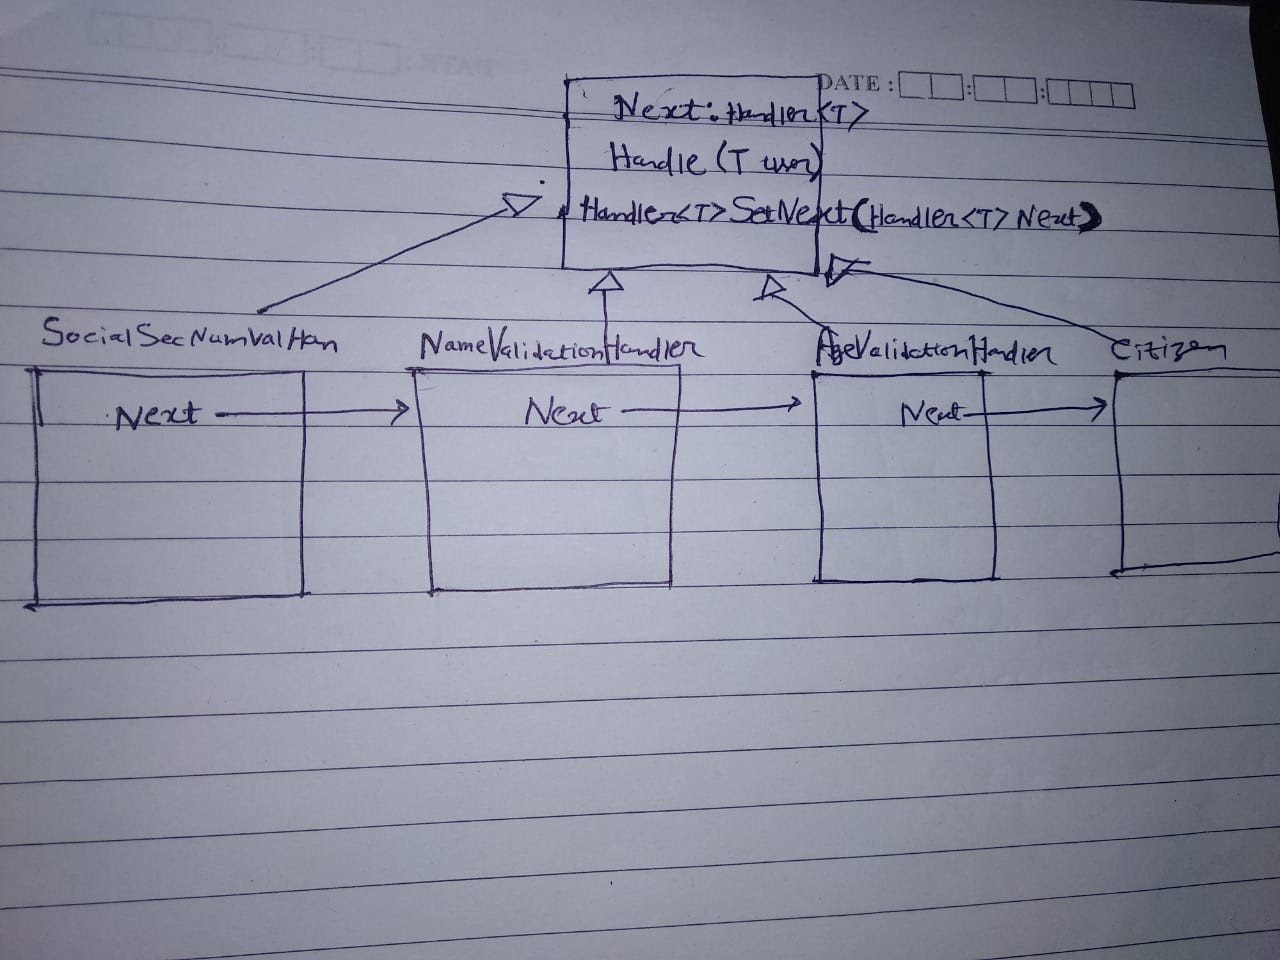 DATE :
Next: Handler<T>
Handle (T user)
Handler<T> SetNext(Handler<T> Next)
SocialSecNumValHan
NameValidationHandler
AgeValidationHandler
Citizen
Next
Next
Next